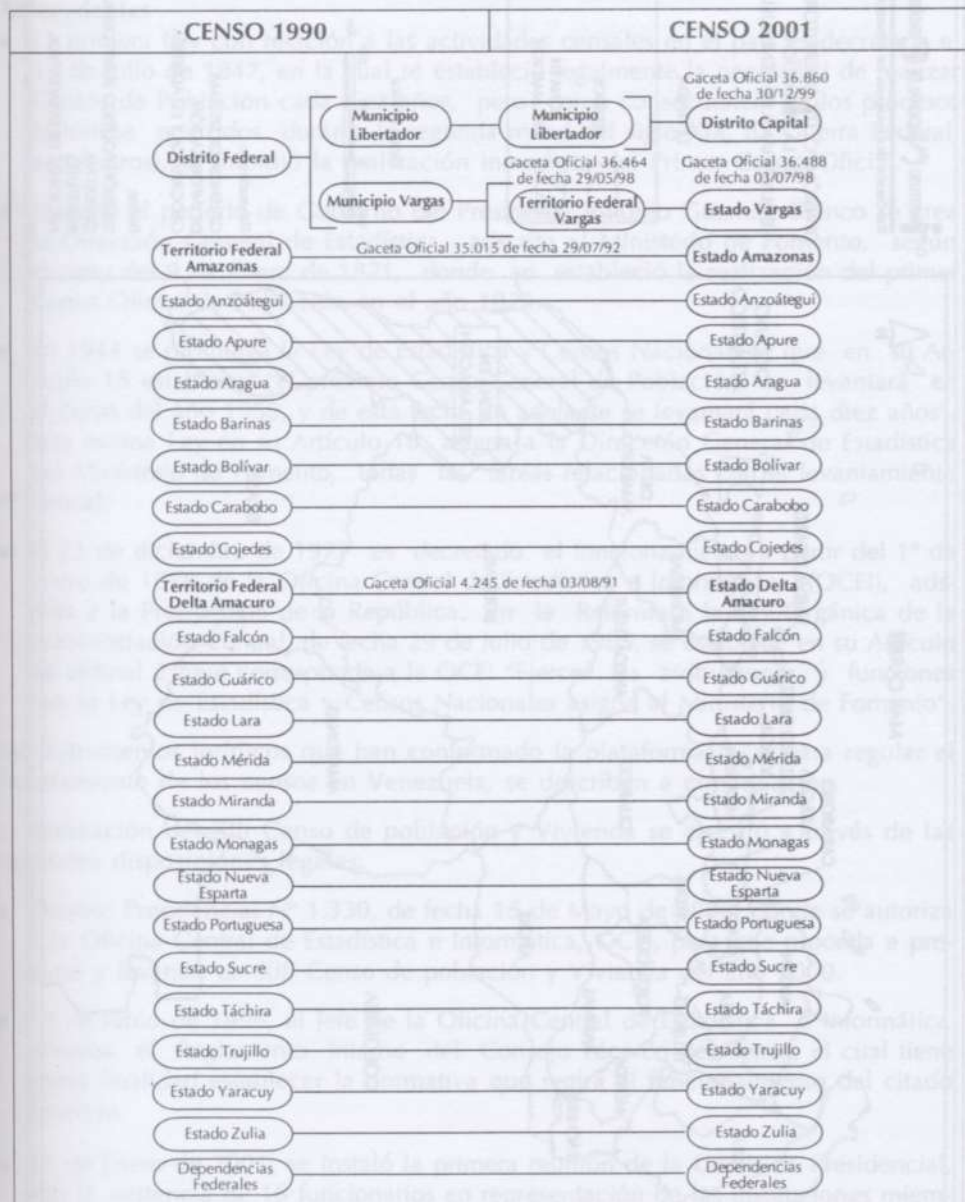 CENSO 1990
CENSO 2001
Gaceta Oficial 36.860
de fecha 30/12/99
Distrito Federal
Municipio
Libertador
Municipio
Libertador
Distrito Capital
Gaceta Oficial 36.464
de fecha 29/05/98
Gaceta Oficial 36.488
de fecha 03/07/98
Municipio Vargas
Territorio Federal
Vargas
Estado Vargas
Territorio Federal
Amazonas
Gaceta Oficial 35.015 de fecha 29/07/92
Estado Amazonas
Estado Anzoátegui
Estado Anzoátegui
Estado Apure
Estado Apure
Estado Aragua
Estado Aragua
Estado Barinas
Estado Barinas
Estado Bolívar
Estado Bolívar
Estado Carabobo
Estado Carabobo
Estado Cojedes
Estado Cojedes
Territorio Federal
Delta Amacuro
Gaceta Oficial 4.245 de fecha 03/08/91
Estado Delta
Amacuro
Estado Falcón
Estado Falcón
Estado Guárico
Estado Guárico
Estado Lara
Estado Lara
Estado Mérida
Estado Mérida
Estado Miranda
Estado Miranda
Estado Monagas
Estado Monagas
Estado Nueva
Esparta
Estado Nueva
Esparta
Estado Portuguesa
Estado Portuguesa
Estado Sucre
Estado Sucre
Estado Táchira
Estado Táchira
Estado Trujillo
Estado Trujillo
Estado Yaracuy
Estado Yaracuy
Estado Zulia
Estado Zulia
Dependencias
Federales
Dependencias
Federales